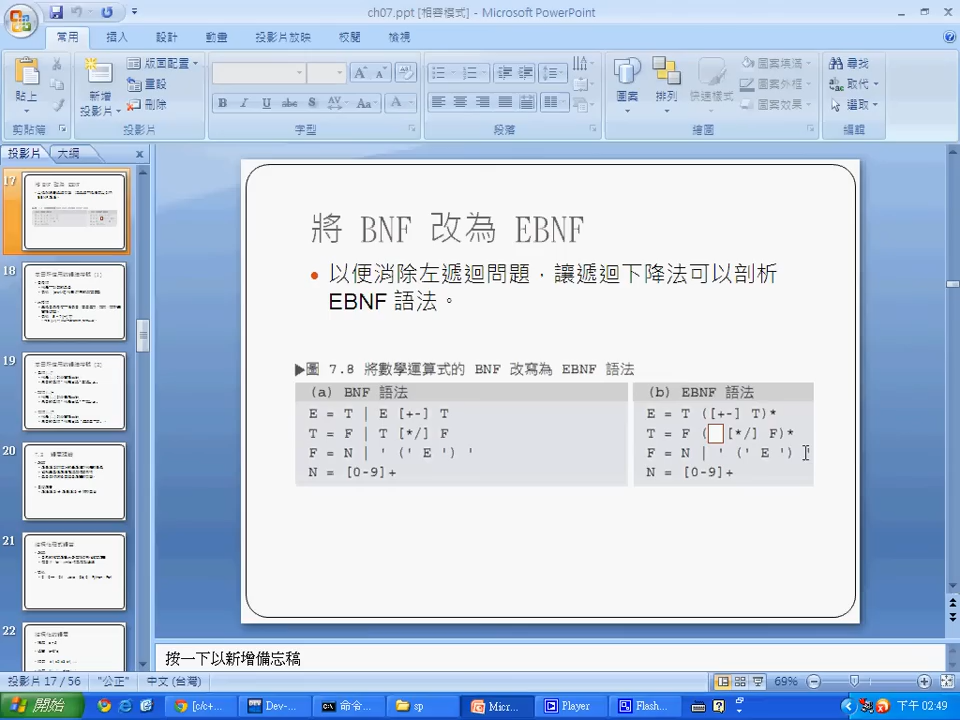 ch07.ppt [相容模式] - Microsoft PowerPoint
常用 插入 設計 動畫 投影片放映 校閱 檢視
貼上 新增 投影片 版面配置 重設 刪除
B I U abc S AV Aa A
圖案 排列 快速樣式 圖案填滿 圖案外框 圖案效果
尋找 取代 選取
剪貼簿 投影片 字型 段落 繪圖 編輯
投影片 大綱
17
18
19
20
21
22
將 BNF 改為 EBNF
以便消除左遞迴問題,讓遞迴下降法可以剖析
EBNF 語法。
▶圖 7.8 將數學運算式的 BNF 改寫為 EBNF 語法
(a) BNF 語法
E = T | E [+-] T
T = F | T [*/] F
F = N | ' (' E ') '
N = [0-9]+
(b) EBNF 語法
E = T ([+-] T)*
T = F ( [*/] F)*
F = N | ' (' E ') '
N = [0-9]+
按一下以新增備忘稿
投影片 17 / 56 "公正" 中文 (台灣) 69%
開始 [c/c+... Dev-... 命令... sp Micr... Player Flash... 下午 02:49